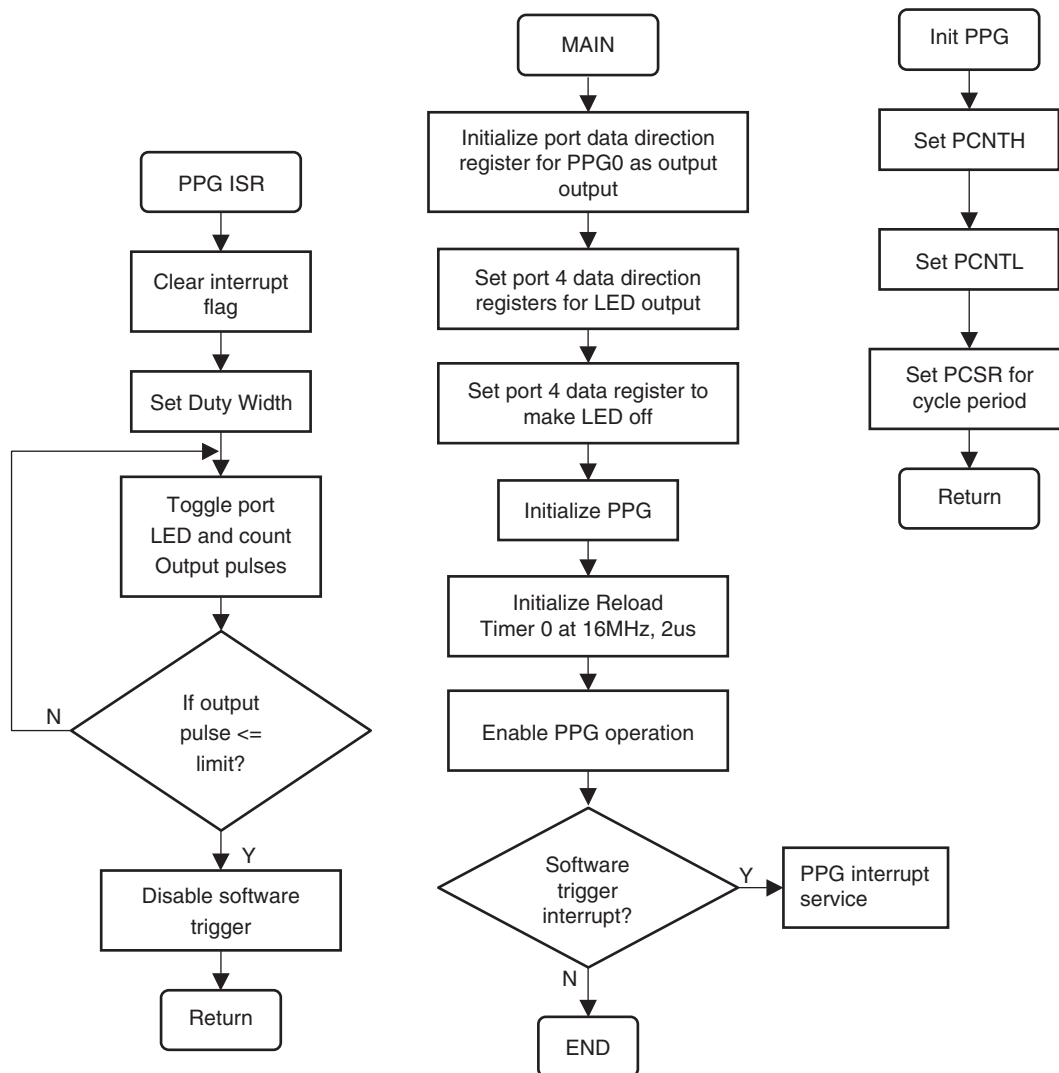 PPG ISR
Clear interrupt
flag
Set Duty Width
Toggle port
LED and count
Output pulses
If output
pulse <=
limit?
N
Y
Disable software
trigger
Return
MAIN
Initialize port data direction
register for PPG0 as output
output
Set port 4 data direction
registers for LED output
Set port 4 data register to
make LED off
Initialize PPG
Initialize Reload
Timer 0 at 16MHz, 2us
Enable PPG operation
Software
trigger
interrupt?
Y
PPG interrupt
service
N
END
Init PPG
Set PCNTH
Set PCNTL
Set PCSR for
cycle period
Return